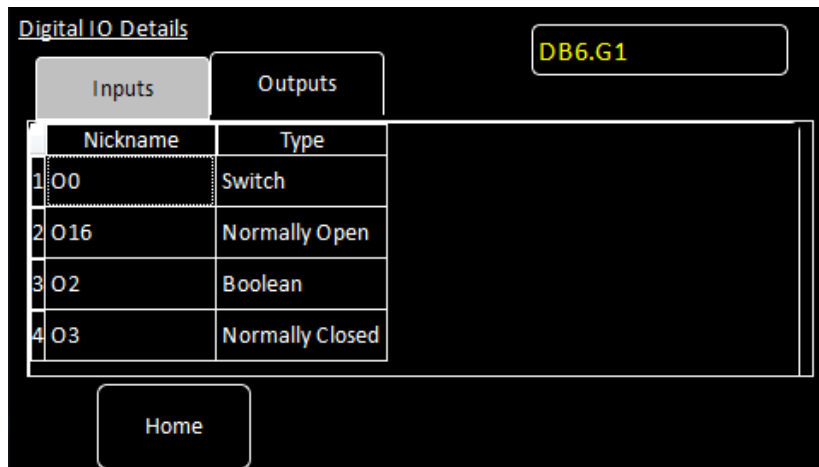 Digital IO Details
DB6.G1
Inputs
Outputs
Nickname Type
1 O0 Switch
2 O16 Normally Open
3 O2 Boolean
4 O3 Normally Closed
Home